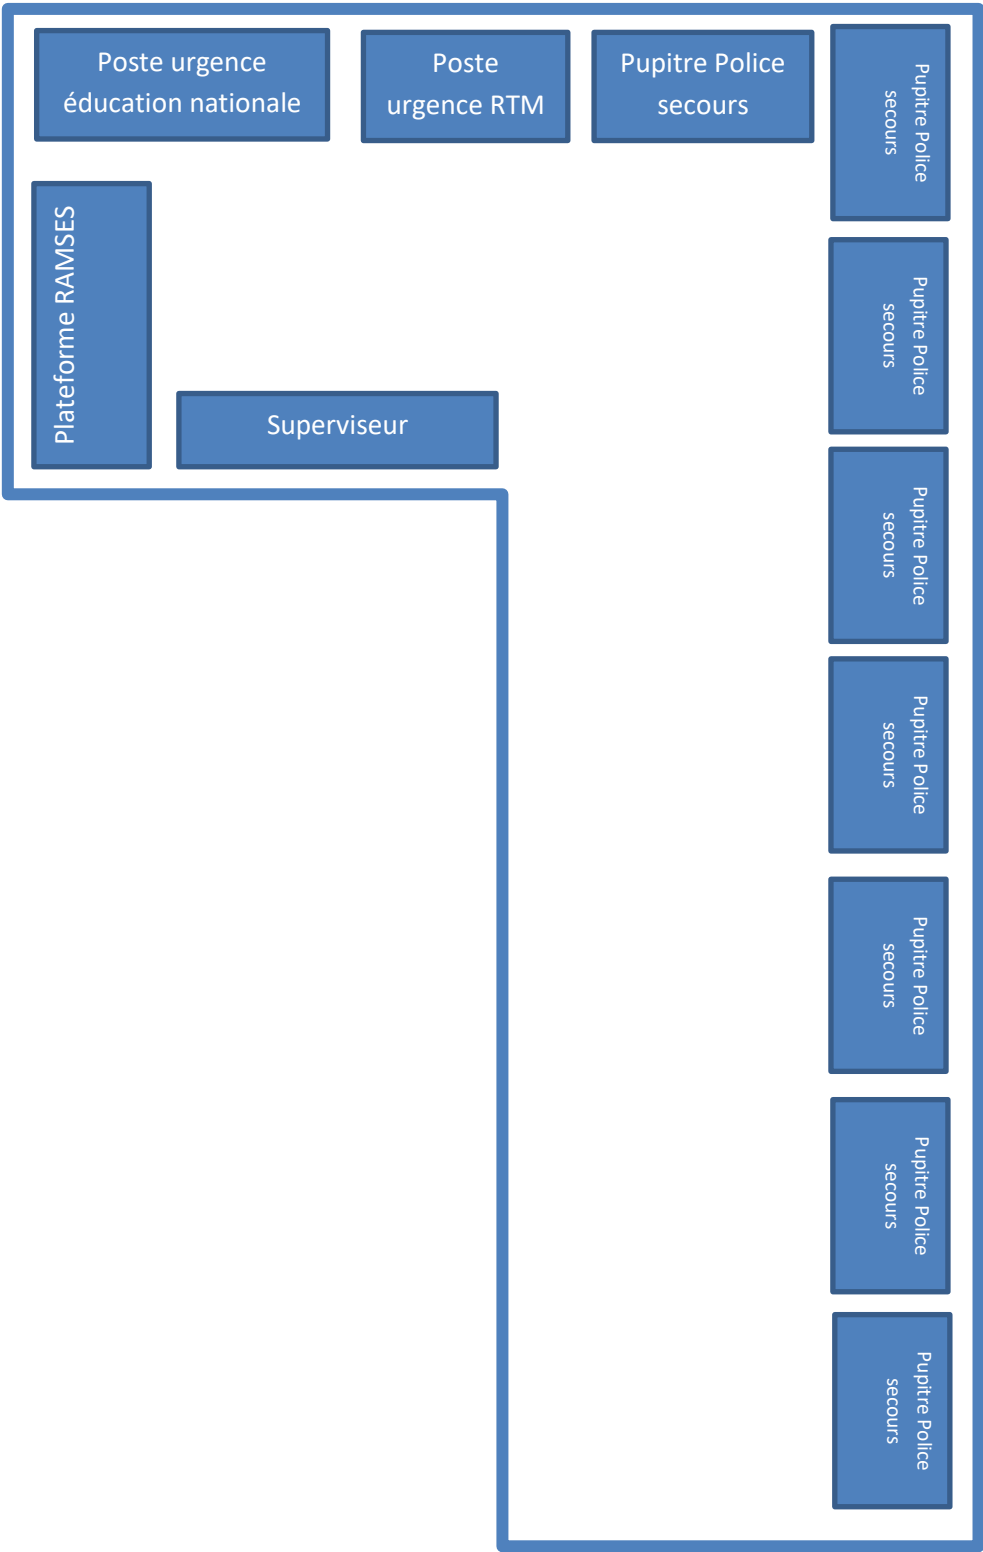 Poste urgence
éducation nationale
Poste
urgence RTM
Pupitre Police
secours
Pupitre Police
secours
Plateforme RAMSES
Superviseur
Pupitre Police
secours
Pupitre Police
secours
Pupitre Police
secours
Pupitre Police
secours
Pupitre Police
secours
Pupitre Police
secours